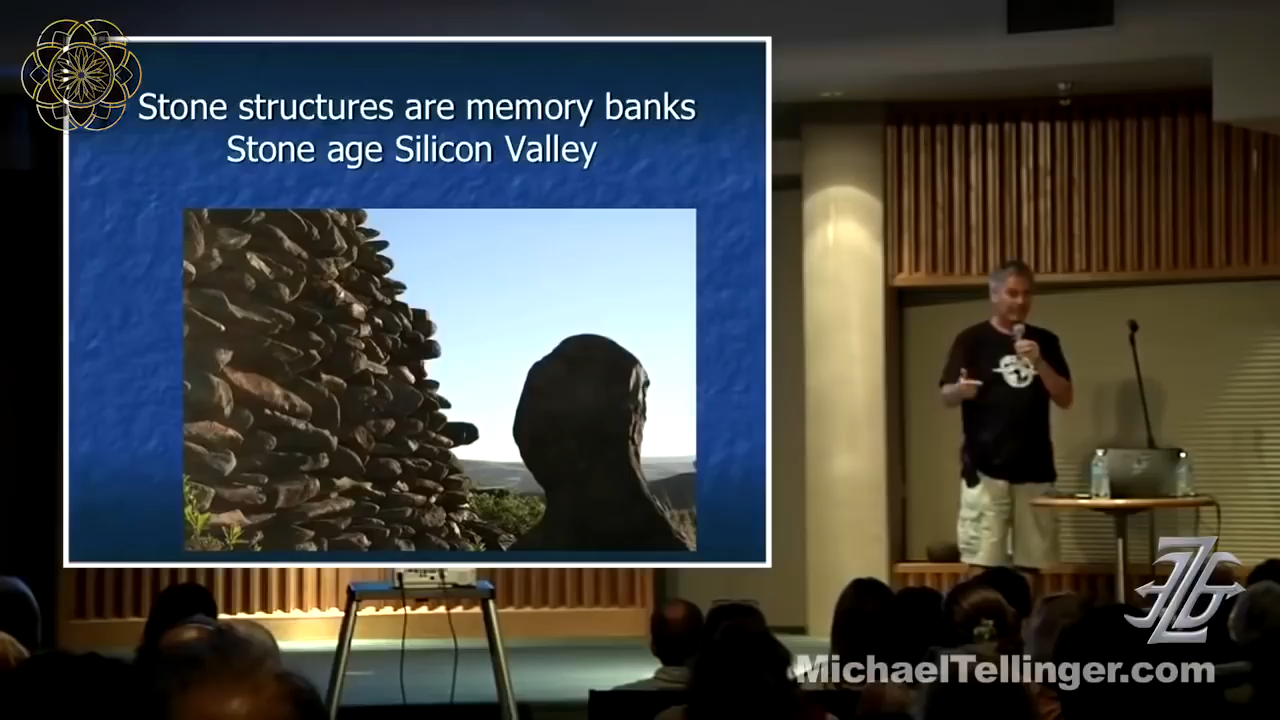 Stone structures are memory banks
Stone age Silicon Valley
MichaelTellinger.com